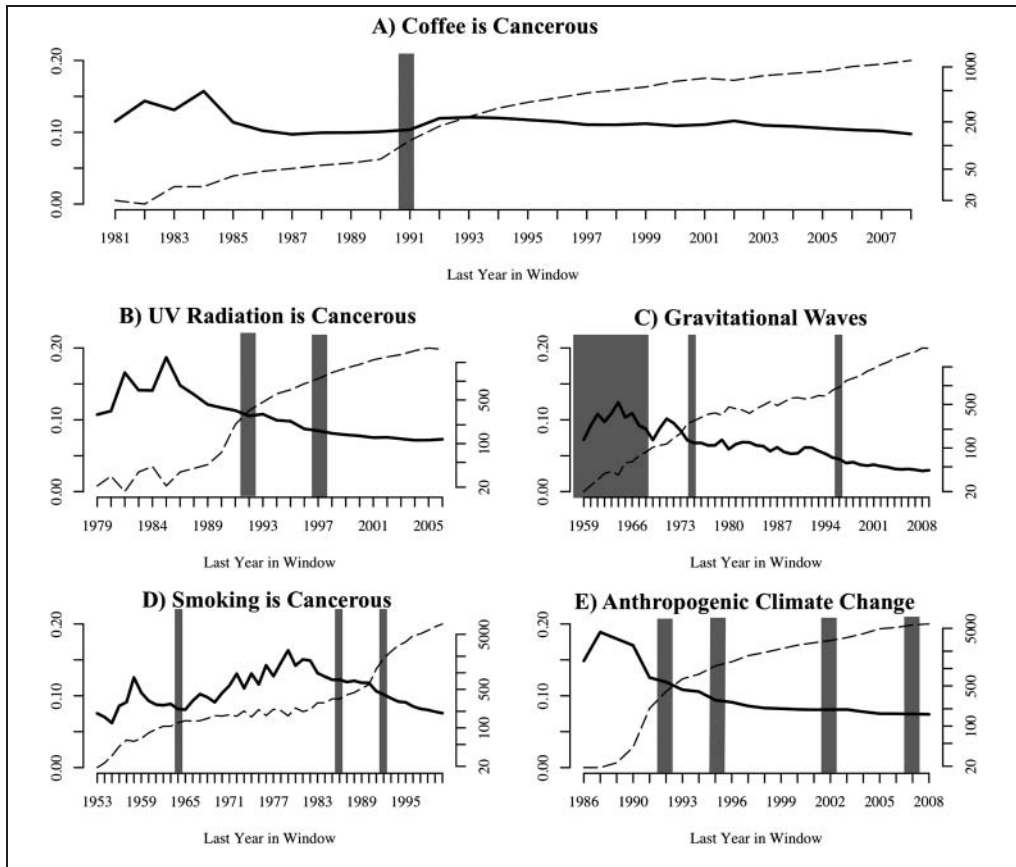 A) Coffee is Cancerous
0.20
0.10
0.00
1000
200
50
20
1981 1983 1985 1987 1989 1991 1993 1995 1997 1999 2001 2003 2005 2007
Last Year in Window
B) UV Radiation is Cancerous
0.20
0.10
0.00
500
100
20
1979 1984 1989 1993 1997 2001 2005
Last Year in Window
C) Gravitational Waves
0.20
0.10
0.00
500
100
20
1959 1966 1973 1980 1987 1994 2001 2008
Last Year in Window
D) Smoking is Cancerous
0.20
0.10
0.00
5000
500
100
20
1953 1959 1965 1971 1977 1983 1989 1995
Last Year in Window
E) Anthropogenic Climate Change
0.20
0.10
0.00
5000
500
100
20
1986 1990 1993 1996 1999 2002 2005 2008
Last Year in Window